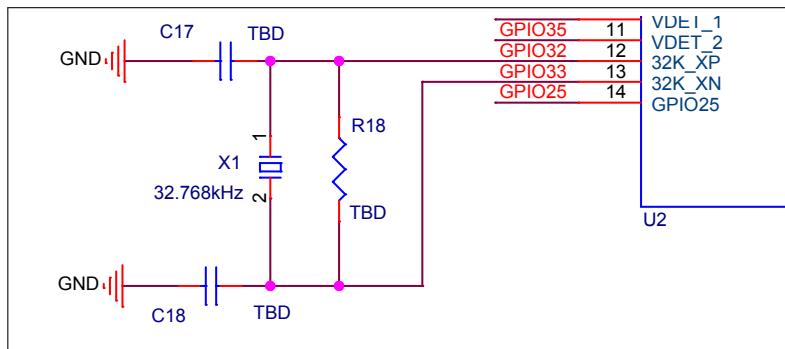 C17
TBD
GND
GPIO35
11
VDET_1
VDET_2
GPIO32
12
32K_XP
GPIO33
13
32K_XN
GPIO25
14
GPIO25
1
R18
X1
32.768kHz
2
TBD
U2
GND
C18
TBD